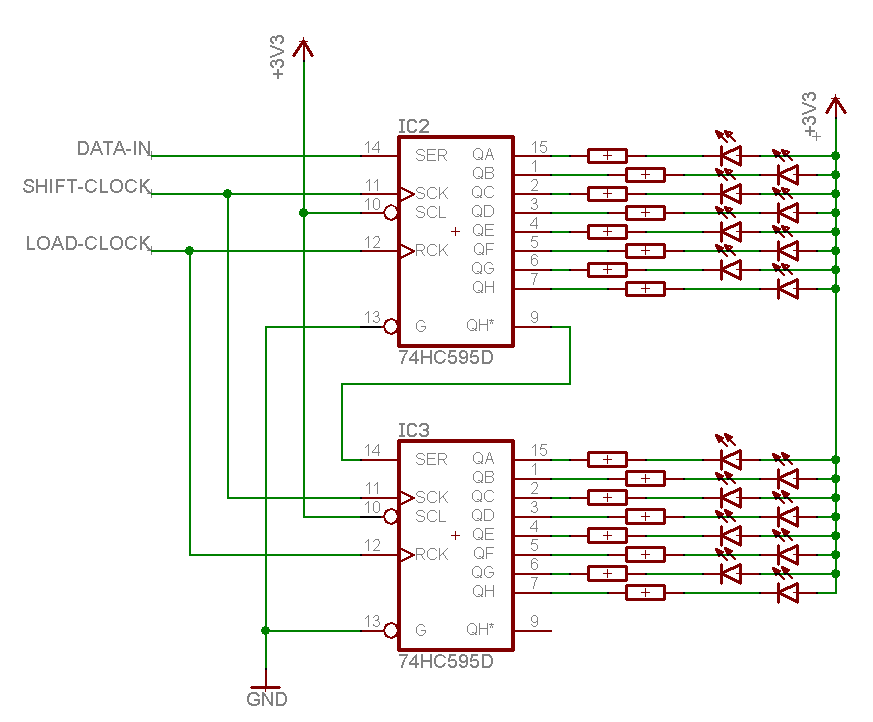 +3V3
+3V3
IC2
DATA-IN
14 SER QA 15
QB 1
SHIFT-CLOCK
11 SCK QC 2
10 SCL QD 3
QE 4
LOAD-CLOCK
12 RCK QF 5
QG 6
QH 7
13 G QH* 9
74HC595D
IC3
14 SER QA 15
QB 1
11 SCK QC 2
10 SCL QD 3
QE 4
12 RCK QF 5
QG 6
QH 7
13 G QH* 9
74HC595D
GND